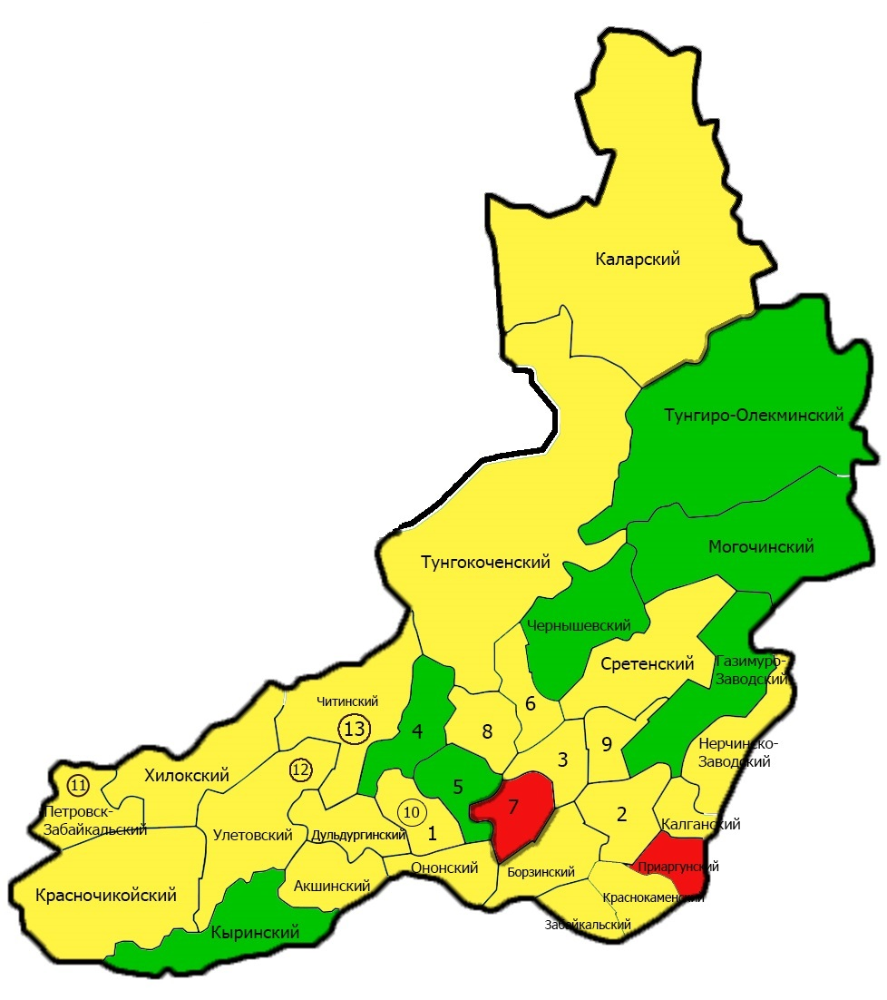 Каларский
Тунгиро-Олекминский
Могочинский
Тунгокоченский
Чернышевский
Сретенский
Газимуро-
Заводский
Читинский
6
13
4
8
Нерчинско-
Заводский
9
3
12
Хилокский
11
5
7
Петровск-
Забайкальский
10
2
Калганский
Улетовский
Дульдургинский
1
Ононский
Борзинский
Приаргунский
Акшинский
Красночикойский
Краснокаменский
Забайкальский
Кыринский